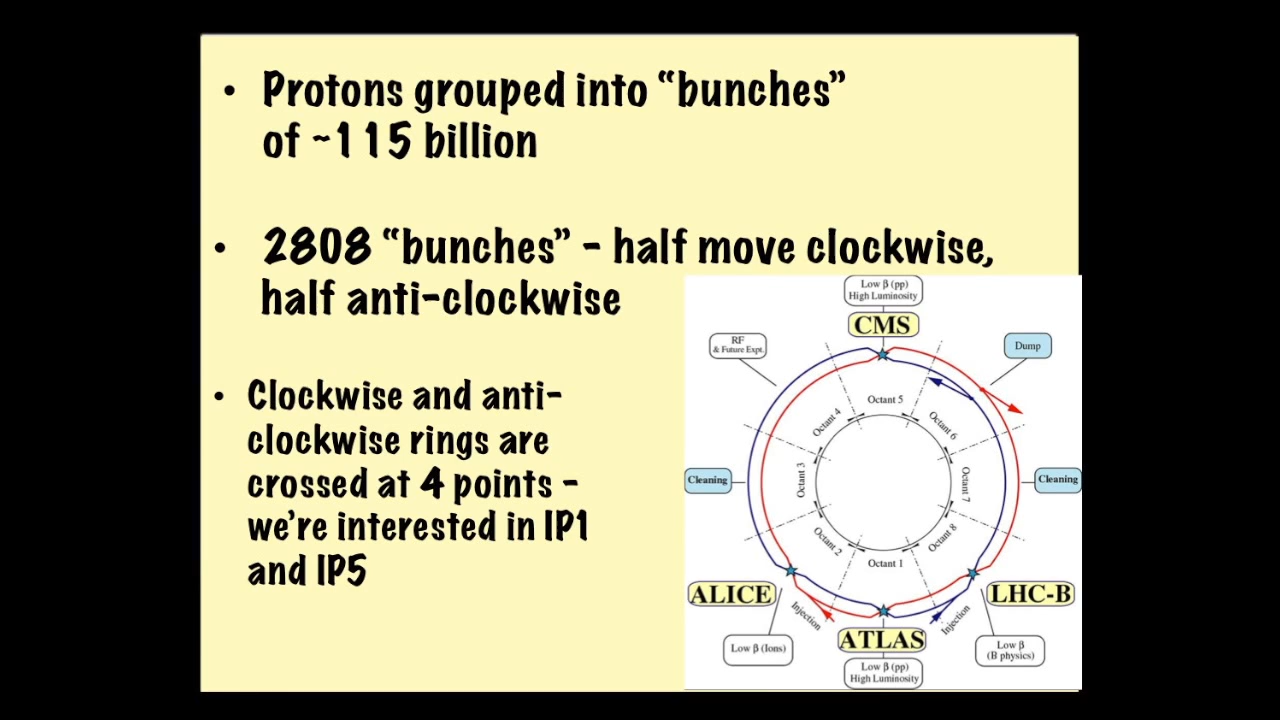 • Protons grouped into “bunches”
of ~115 billion
• 2808 “bunches” - half move clockwise,
half anti-clockwise
• Clockwise and anti-
clockwise rings are
crossed at 4 points -
we’re interested in IP1
and IP5
Low β (pp)
High Luminosity
CMS
RF
& Future Expt.
Dump
Octant 5
Octant 4
Octant 6
Cleaning
Octant 3
Octant 7
Cleaning
Octant 2
Octant 8
Octant 1
ALICE
LHC-B
Injection
Injection
ATLAS
Low β (Ions)
Low β
(B physics)
Low β (pp)
High Luminosity